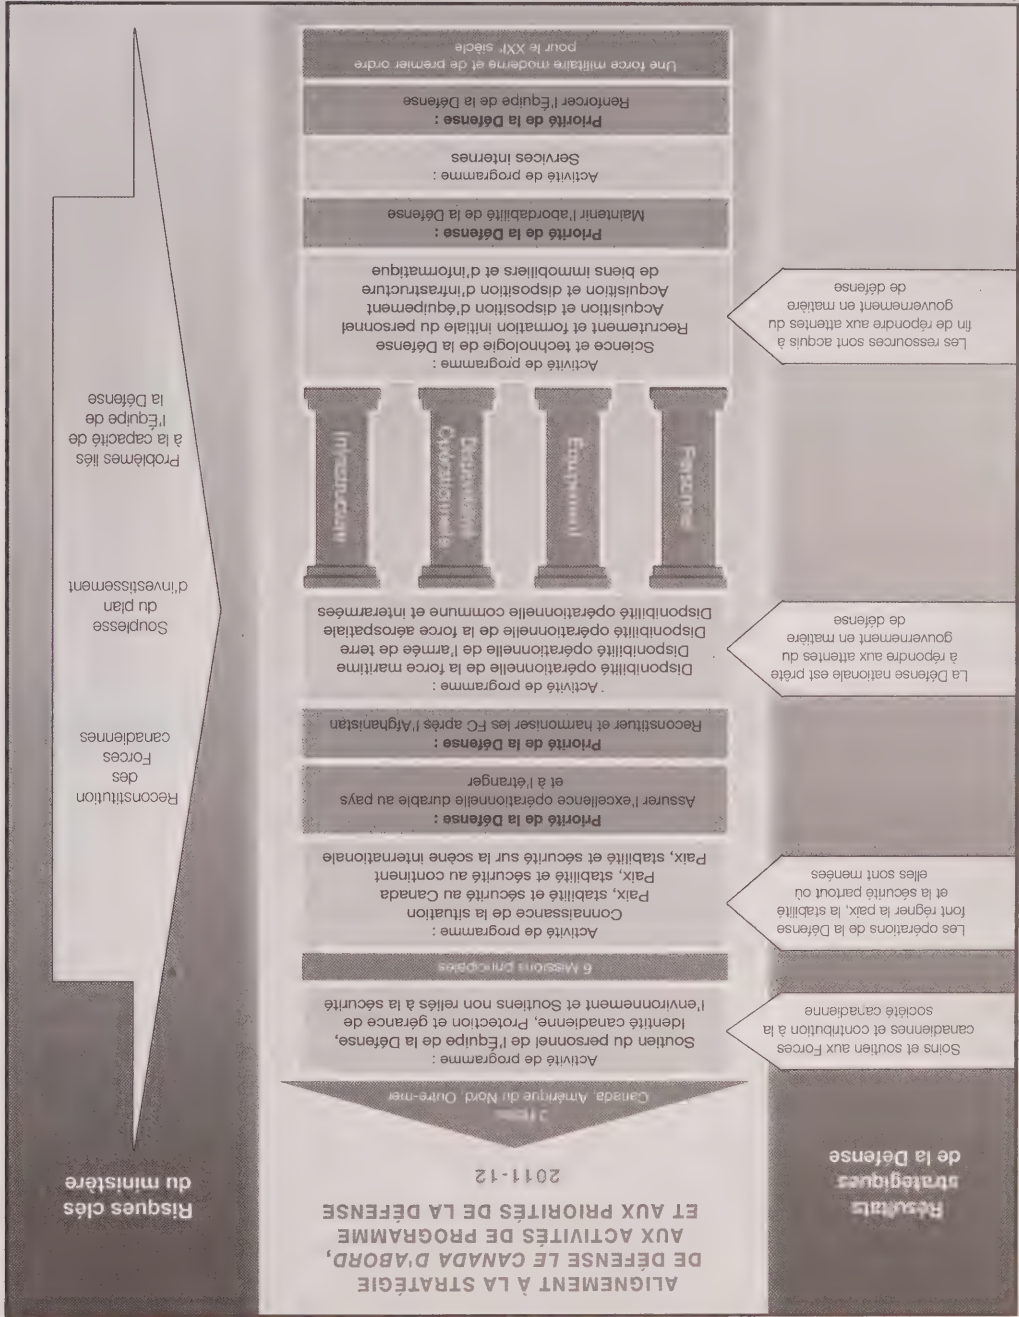 ALIGNEMENT À LA STRATÉGIE
DE DÉFENSE LE CANADA D'ABORD,
AUX ACTIVITÉS DE PROGRAMME
ET AUX PRIORITÉS DE LA DÉFENSE
2011-12
3 Rôles
Canada, Amérique du Nord, Outre-mer
Résultats
stratégiques
de la Défense
Soins et soutien aux Forces
canadiennes et contribution à la
société canadienne
Les opérations de la Défense
font régner la paix, la stabilité
et la sécurité partout où
elles sont menées
La Défense nationale est prête
à répondre aux attentes du
gouvernement en matière
de défense
Les ressources sont acquis à
fin de répondre aux attentes du
gouvernement en matière
de défense
Activité de programme :
Soutien du personnel de l'Équipe de la Défense,
Identité canadienne, Protection et gérance de
l'environnement et Soutiens non reliés à la sécurité
6 Missions principales
Activité de programme :
Connaissance de la situation
Paix, stabilité et sécurité au Canada
Paix, stabilité et sécurité au continent
Paix, stabilité et sécurité sur la scène internationale
Priorité de la Défense :
Assurer l'excellence opérationnelle durable au pays
et à l'étranger
Priorité de la Défense :
Reconstituer et harmoniser les FC après l'Afghanistan
Activité de programme :
Disponibilité opérationnelle de la force maritime
Disponibilité opérationnelle de l'armée de terre
Disponibilité opérationnelle de la force aérospatiale
Disponibilité opérationnelle commune et interarmées
Personnel
Équipement
Disponibilité
Opérationnelle
Infrastructure
Activité de programme :
Science et technologie de la Défense
Recrutement et formation initiale du personnel
Acquisition et disposition d'équipement
Acquisition et disposition d'infrastructure
de biens immobiliers et d'informatique
Priorité de la Défense :
Maintenir l'abordabilité de la Défense
Activité de programme :
Services internes
Priorité de la Défense :
Renforcer l'Équipe de la Défense
Une force militaire moderne et de premier ordre
pour le XXIᵉ siècle
Risques clés
du ministère
Reconstitution
des
Forces
canadiennes
Souplesse
du plan
d'investissement
Problèmes liés
à la capacité de
l'Équipe de
la Défense